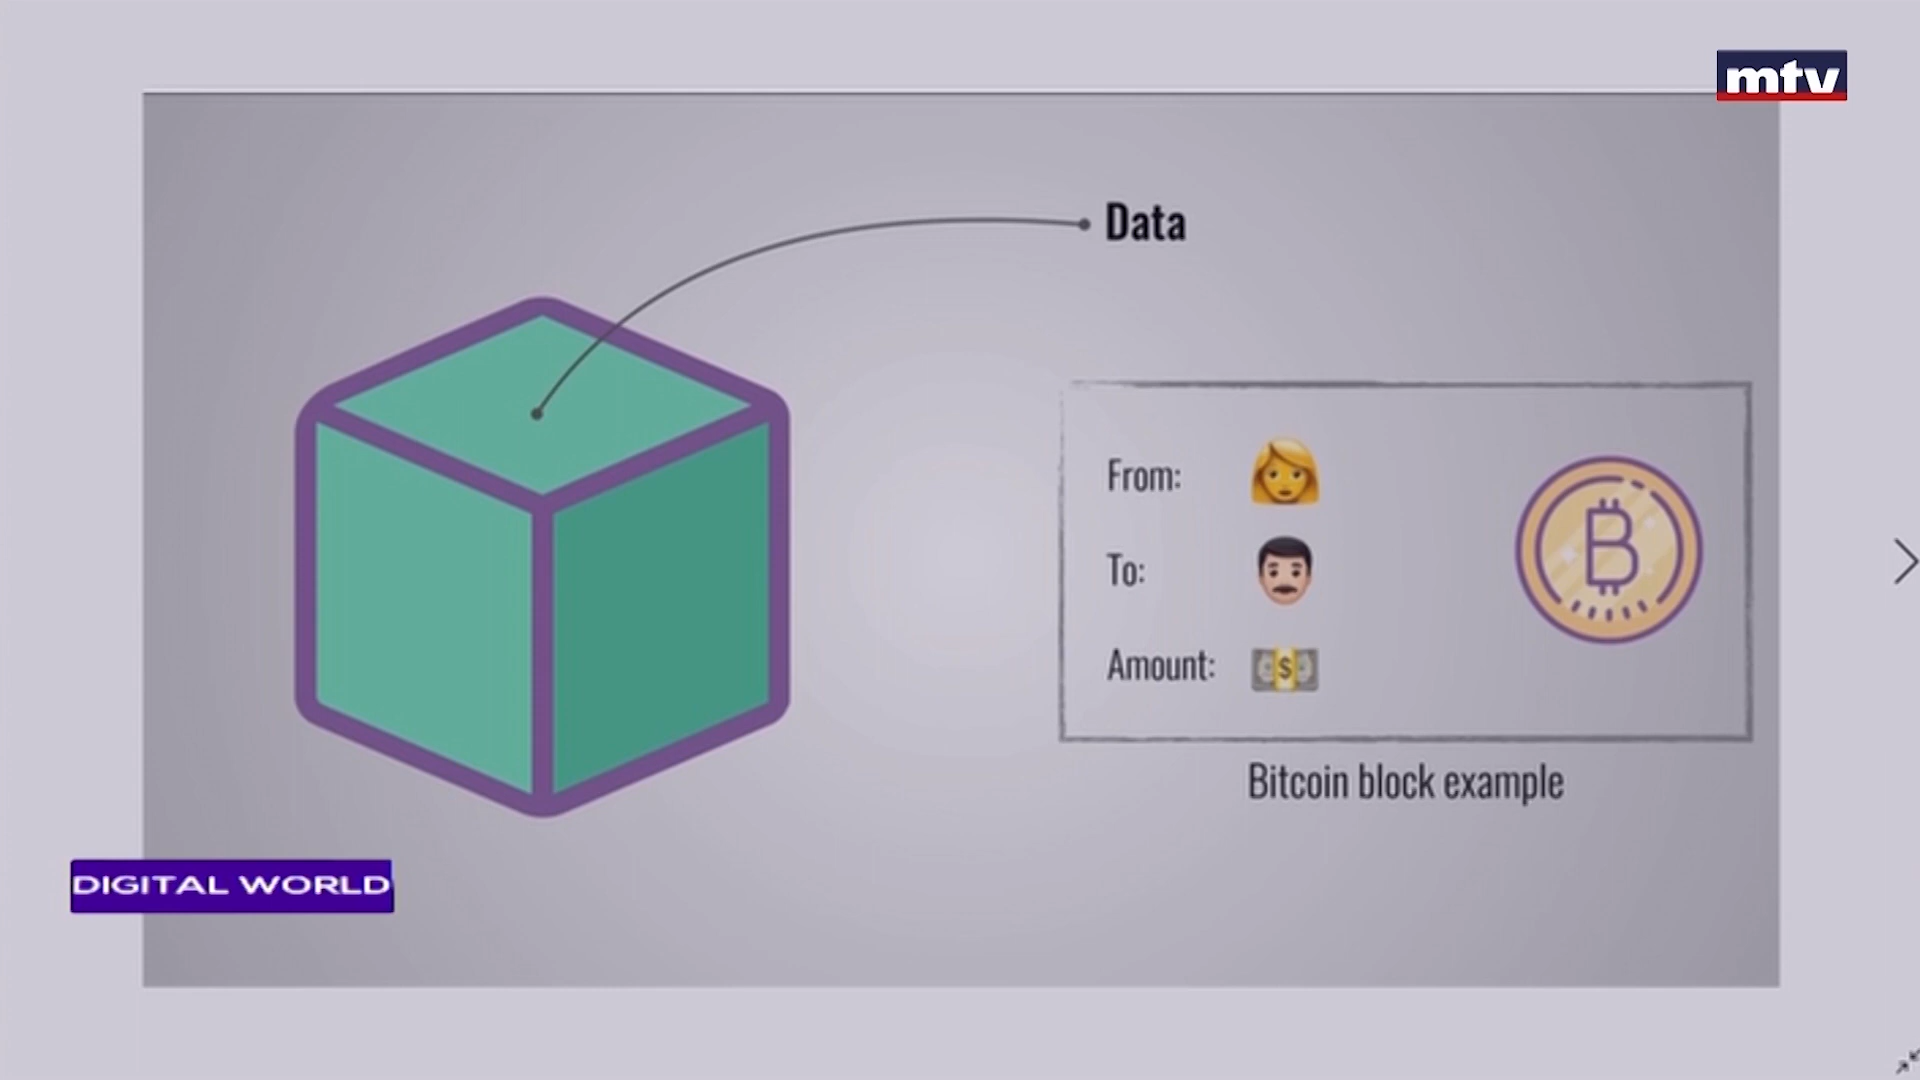 mtv
Data
From:
To:
Amount:
Bitcoin block example
DIGITAL WORLD